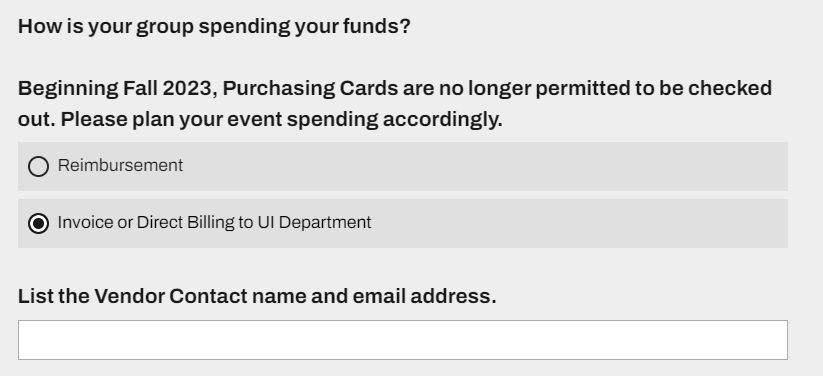 How is your group spending your funds?
Beginning Fall 2023, Purchasing Cards are no longer permitted to be checked
out. Please plan your event spending accordingly.
Reimbursement
Invoice or Direct Billing to UI Department
List the Vendor Contact name and email address.